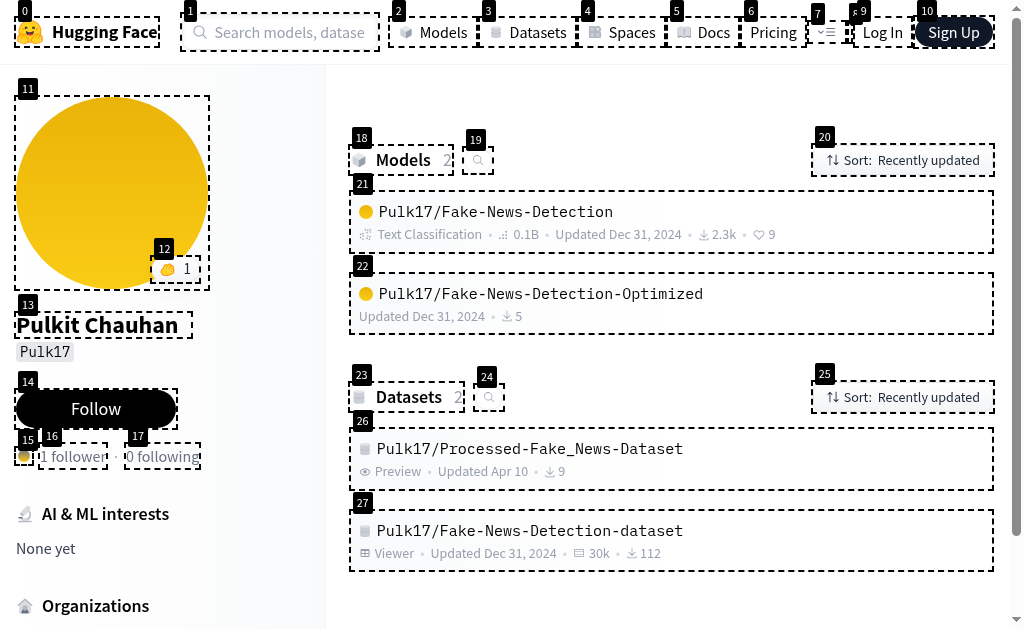 0
Hugging Face
1
Search models, datase
2
Models
3
Datasets
4
Spaces
5
Docs
6
Pricing
7
9
Log In
10
Sign Up
11
12
1
13
Pulkit Chauhan
Pulk17
14
Follow
15
16
1 follower
·
17
0 following
AI & ML interests
None yet
Organizations
18
Models 2
19
20
Sort: Recently updated
21
Pulk17/Fake-News-Detection
Text Classification • 0.1B • Updated Dec 31, 2024 • 2.3k • 9
22
Pulk17/Fake-News-Detection-Optimized
Updated Dec 31, 2024 • 5
23
Datasets 2
24
25
Sort: Recently updated
26
Pulk17/Processed-Fake_News-Dataset
Preview • Updated Apr 10 • 9
27
Pulk17/Fake-News-Detection-dataset
Viewer • Updated Dec 31, 2024 • 30k • 112